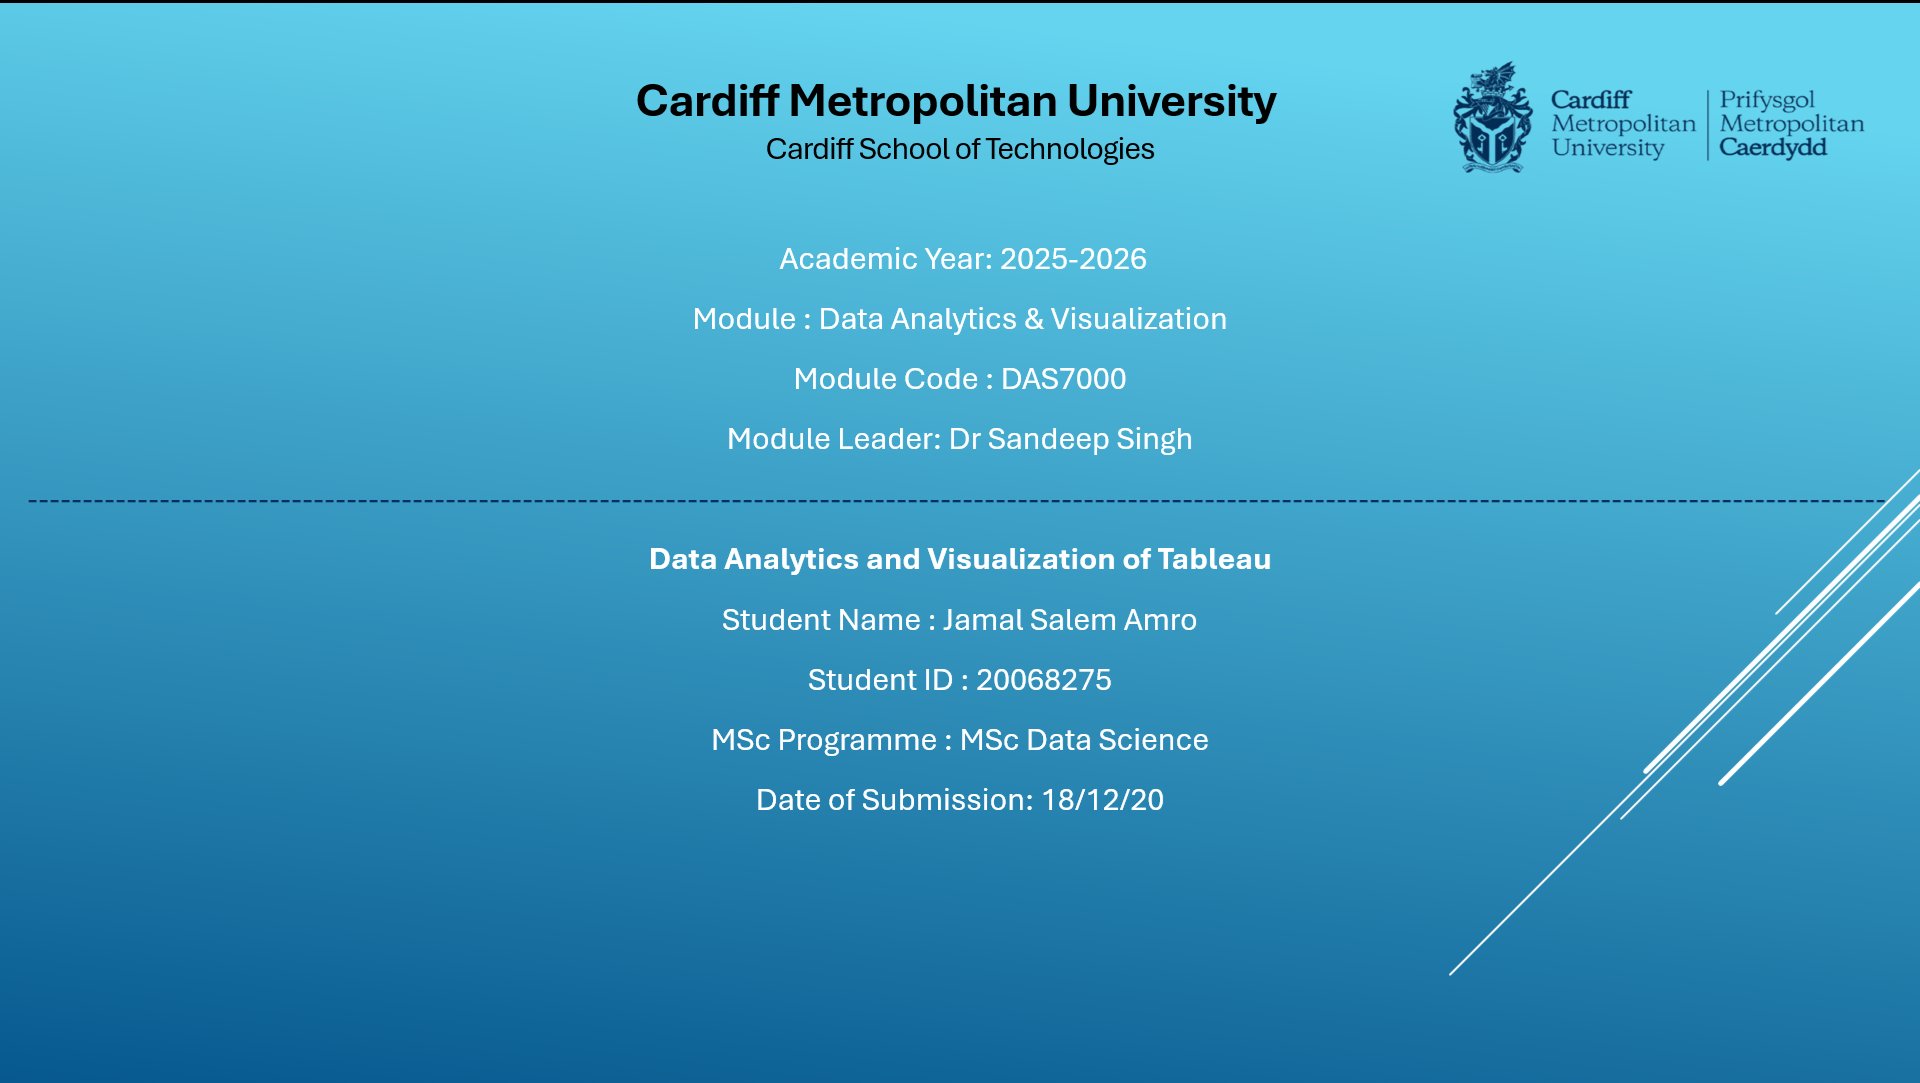 Cardiff Metropolitan University
Cardiff School of Technologies
Cardiff
Metropolitan
University
Prifysgol
Metropolitan
Caerdydd
Academic Year: 2025-2026
Module : Data Analytics & Visualization
Module Code : DAS7000
Module Leader: Dr Sandeep Singh
Data Analytics and Visualization of Tableau
Student Name : Jamal Salem Amro
Student ID : 20068275
MSc Programme : MSc Data Science
Date of Submission: 18/12/20